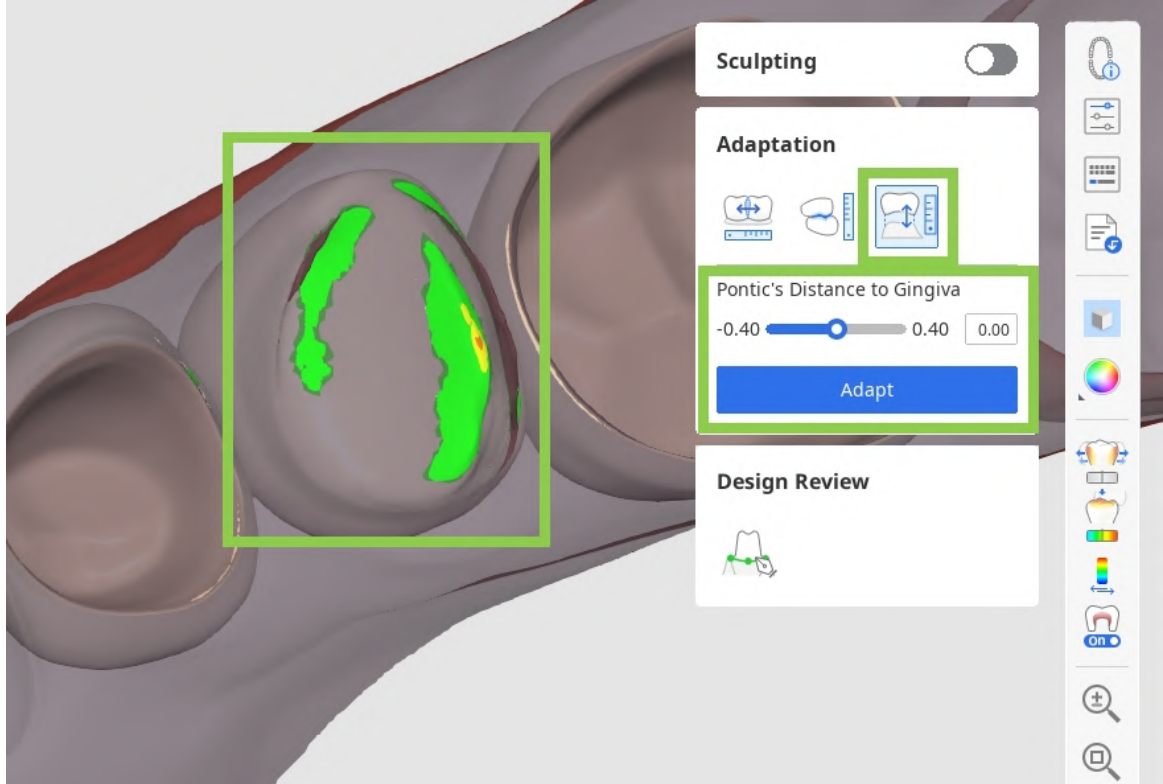 Sculpting
Adaptation
Pontic's Distance to Gingiva
-0.40 0.40 0.00
Adapt
Design Review
On